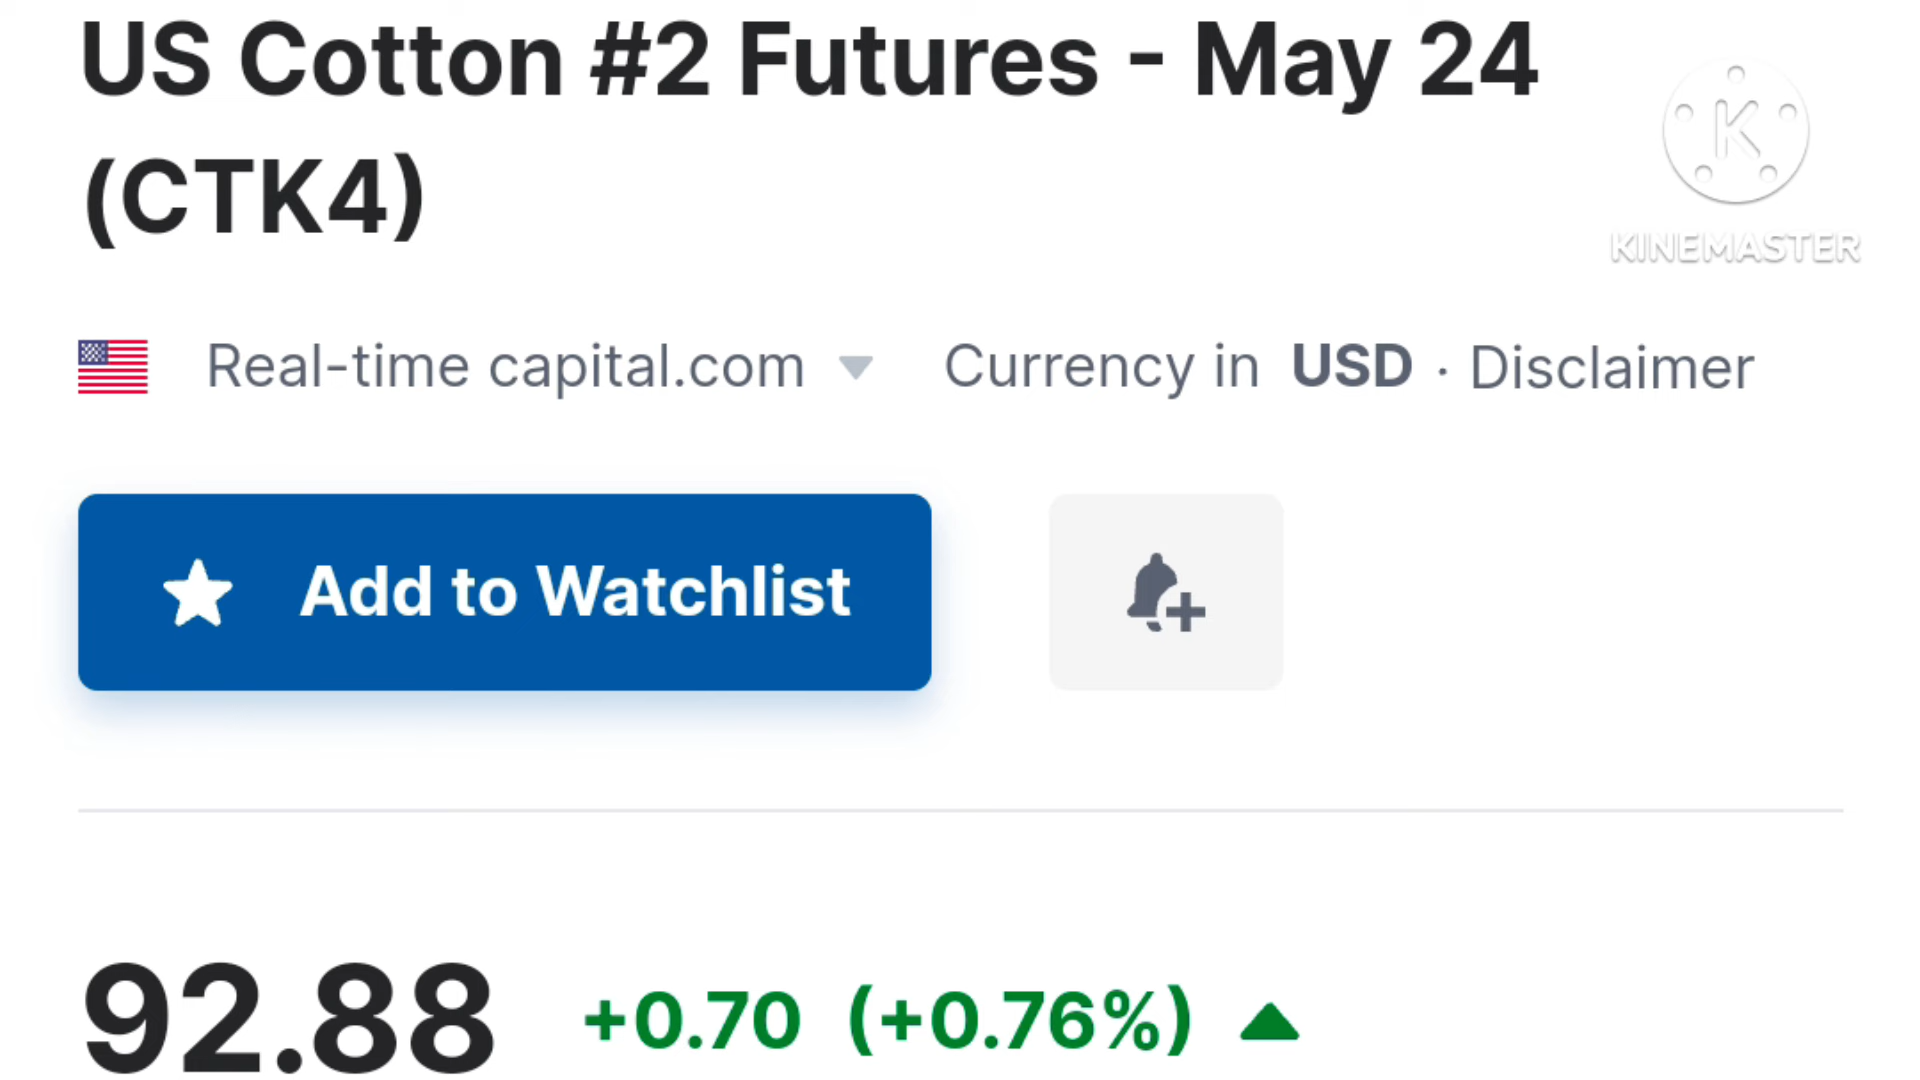 US Cotton #2 Futures - May 24
(CTK4)
K
KINEMASTER
Real-time capital.com Currency in USD · Disclaimer
Add to Watchlist
92.88 +0.70 (+0.76%)